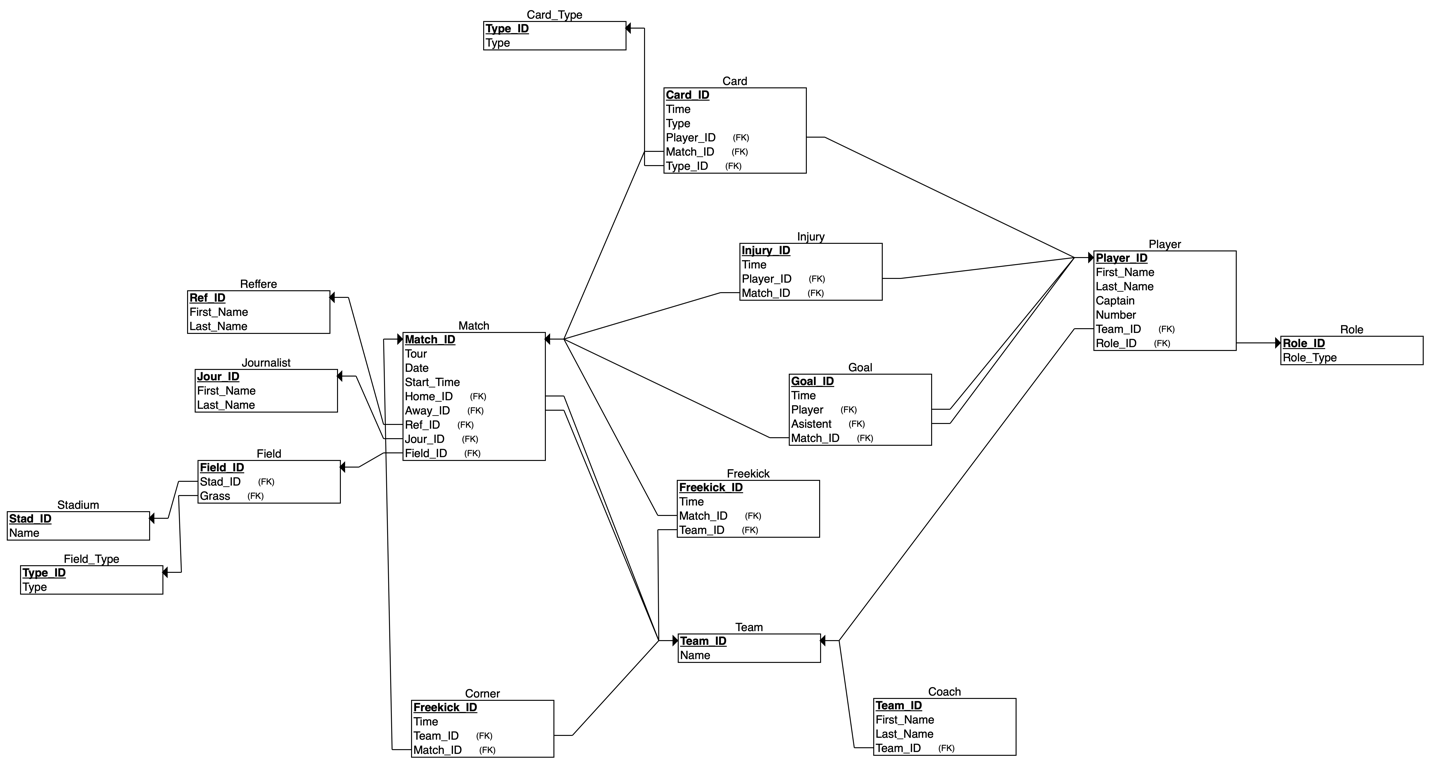 Card_Type
Type_ID
Type
Card
Card_ID
Time
Type
Player_ID (FK)
Match_ID (FK)
Type_ID (FK)
Injury
Injury_ID
Time
Player_ID (FK)
Match_ID (FK)
Player
Player_ID
First_Name
Last_Name
Captain
Number
Team_ID (FK)
Role_ID (FK)
Role
Role_ID
Role_Type
Reffere
Ref_ID
First_Name
Last_Name
Match
Match_ID
Tour
Date
Start_Time
Home_ID (FK)
Away_ID (FK)
Ref_ID (FK)
Jour_ID (FK)
Field_ID (FK)
Journalist
Jour_ID
First_Name
Last_Name
Goal
Goal_ID
Time
Player (FK)
Asistent (FK)
Match_ID (FK)
Field
Field_ID
Stad_ID (FK)
Grass (FK)
Stadium
Stad_ID
Name
Field_Type
Type_ID
Type
Freekick
Freekick_ID
Time
Match_ID (FK)
Team_ID (FK)
Team
Team_ID
Name
Corner
Freekick_ID
Time
Team_ID (FK)
Match_ID (FK)
Coach
Team_ID
First_Name
Last_Name
Team_ID (FK)